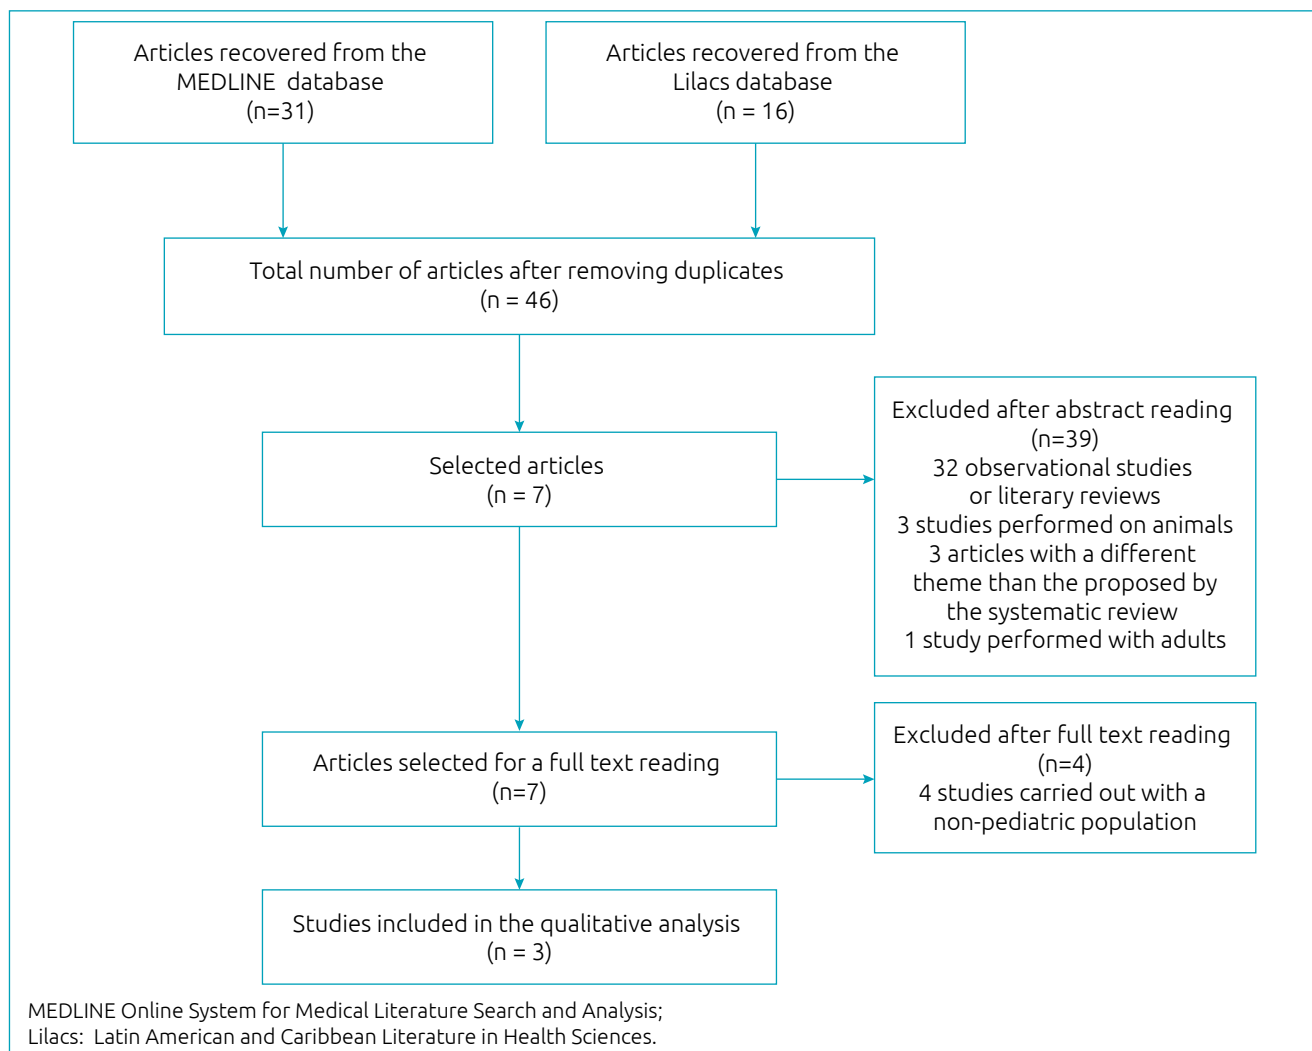 Articles recovered from the
MEDLINE database
(n=31)
Articles recovered from the
Lilacs database
(n = 16)
Total number of articles after removing duplicates
(n = 46)
Selected articles
(n = 7)
Excluded after abstract reading
(n=39)
32 observational studies
or literary reviews
3 studies performed on animals
3 articles with a different
theme than the proposed by
the systematic review
1 study performed with adults
Articles selected for a full text reading
(n=7)
Excluded after full text reading
(n=4)
4 studies carried out with a
non-pediatric population
Studies included in the qualitative analysis
(n = 3)
MEDLINE Online System for Medical Literature Search and Analysis;
Lilacs: Latin American and Caribbean Literature in Health Sciences.